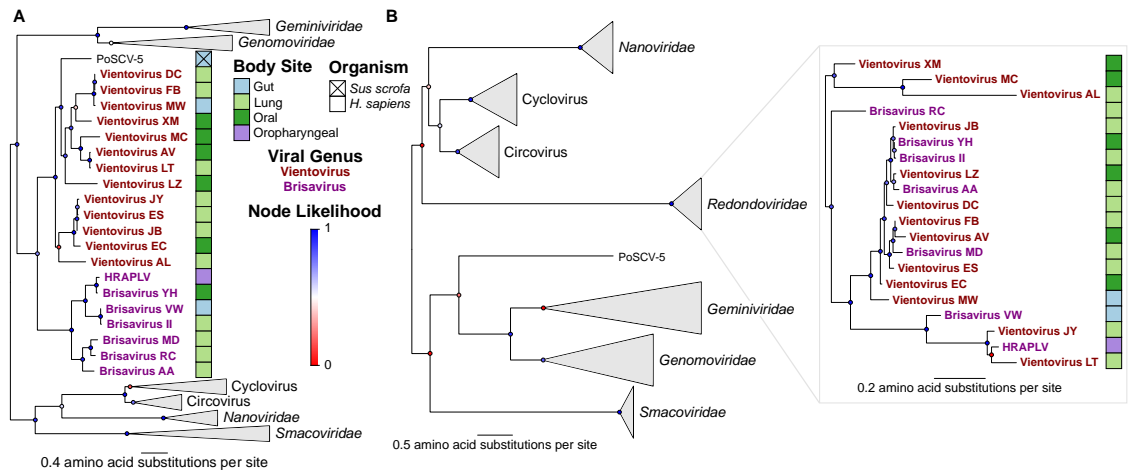 A
Geminiviridae
Genomoviridae
PoSCV-5
Vientovirus DC
Vientovirus FB
Vientovirus MW
Vientovirus XM
Vientovirus MC
Vientovirus AV
Vientovirus LT
Vientovirus LZ
Vientovirus JY
Vientovirus ES
Vientovirus JB
Vientovirus EC
Vientovirus AL
HRAPLV
Brisavirus YH
Brisavirus VW
Brisavirus II
Brisavirus MD
Brisavirus RC
Brisavirus AA
Cyclovirus
Circovirus
Nanoviridae
Smacoviridae
0.4 amino acid substitutions per site
Body Site
Gut
Lung
Oral
Oropharyngeal
Organism
Sus scrofa
H. sapiens
Viral Genus
Vientovirus
Brisavirus
Node Likelihood
1
0
B
Nanoviridae
Cyclovirus
Circovirus
Redondoviridae
PoSCV-5
Geminiviridae
Genomoviridae
Smacoviridae
0.5 amino acid substitutions per site
Vientovirus XM
Vientovirus MC
Vientovirus AL
Brisavirus RC
Vientovirus JB
Brisavirus YH
Brisavirus II
Vientovirus LZ
Brisavirus AA
Vientovirus DC
Vientovirus FB
Vientovirus AV
Brisavirus MD
Vientovirus ES
Vientovirus EC
Vientovirus MW
Brisavirus VW
Vientovirus JY
HRAPLV
Vientovirus LT
0.2 amino acid substitutions per site